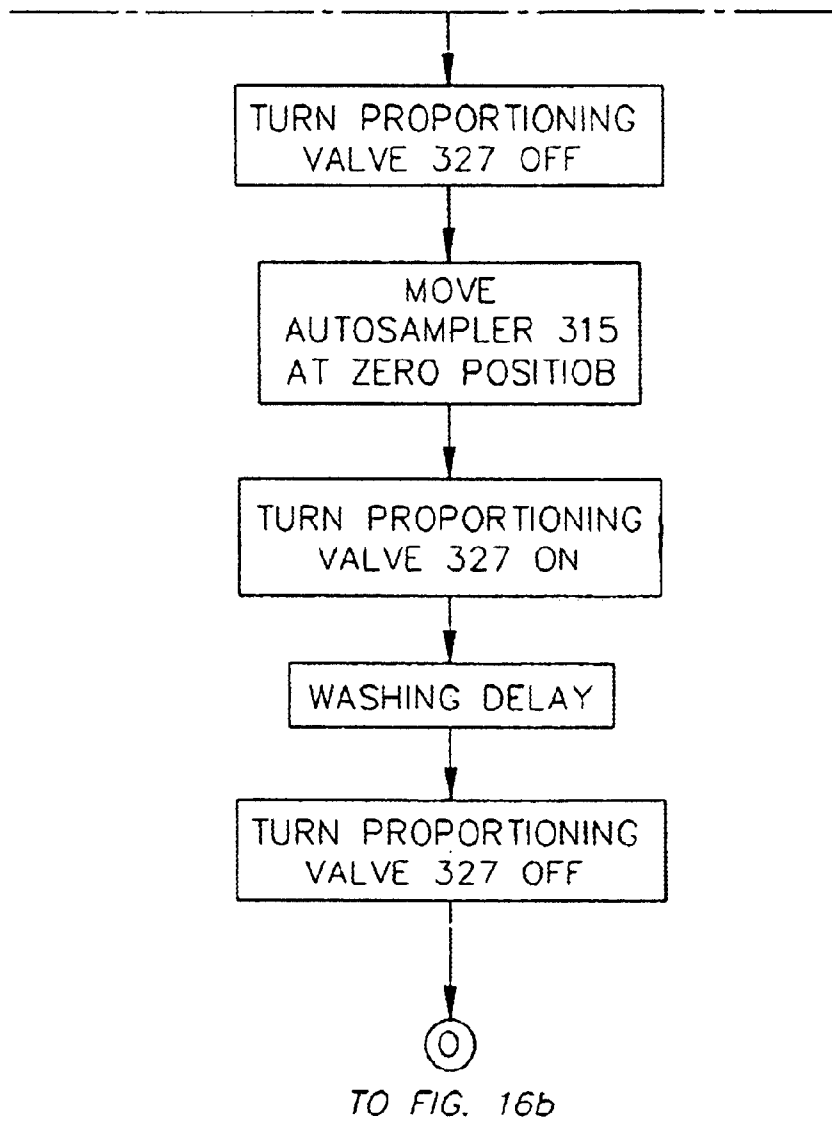 TURN PROPORTIONING
VALVE 327 OFF
MOVE
AUTOSAMPLER 315
AT ZERO POSITIOB
TURN PROPORTIONING
VALVE 327 ON
WASHING DELAY
TURN PROPORTIONING
VALVE 327 OFF
O
TO FIG. 16b